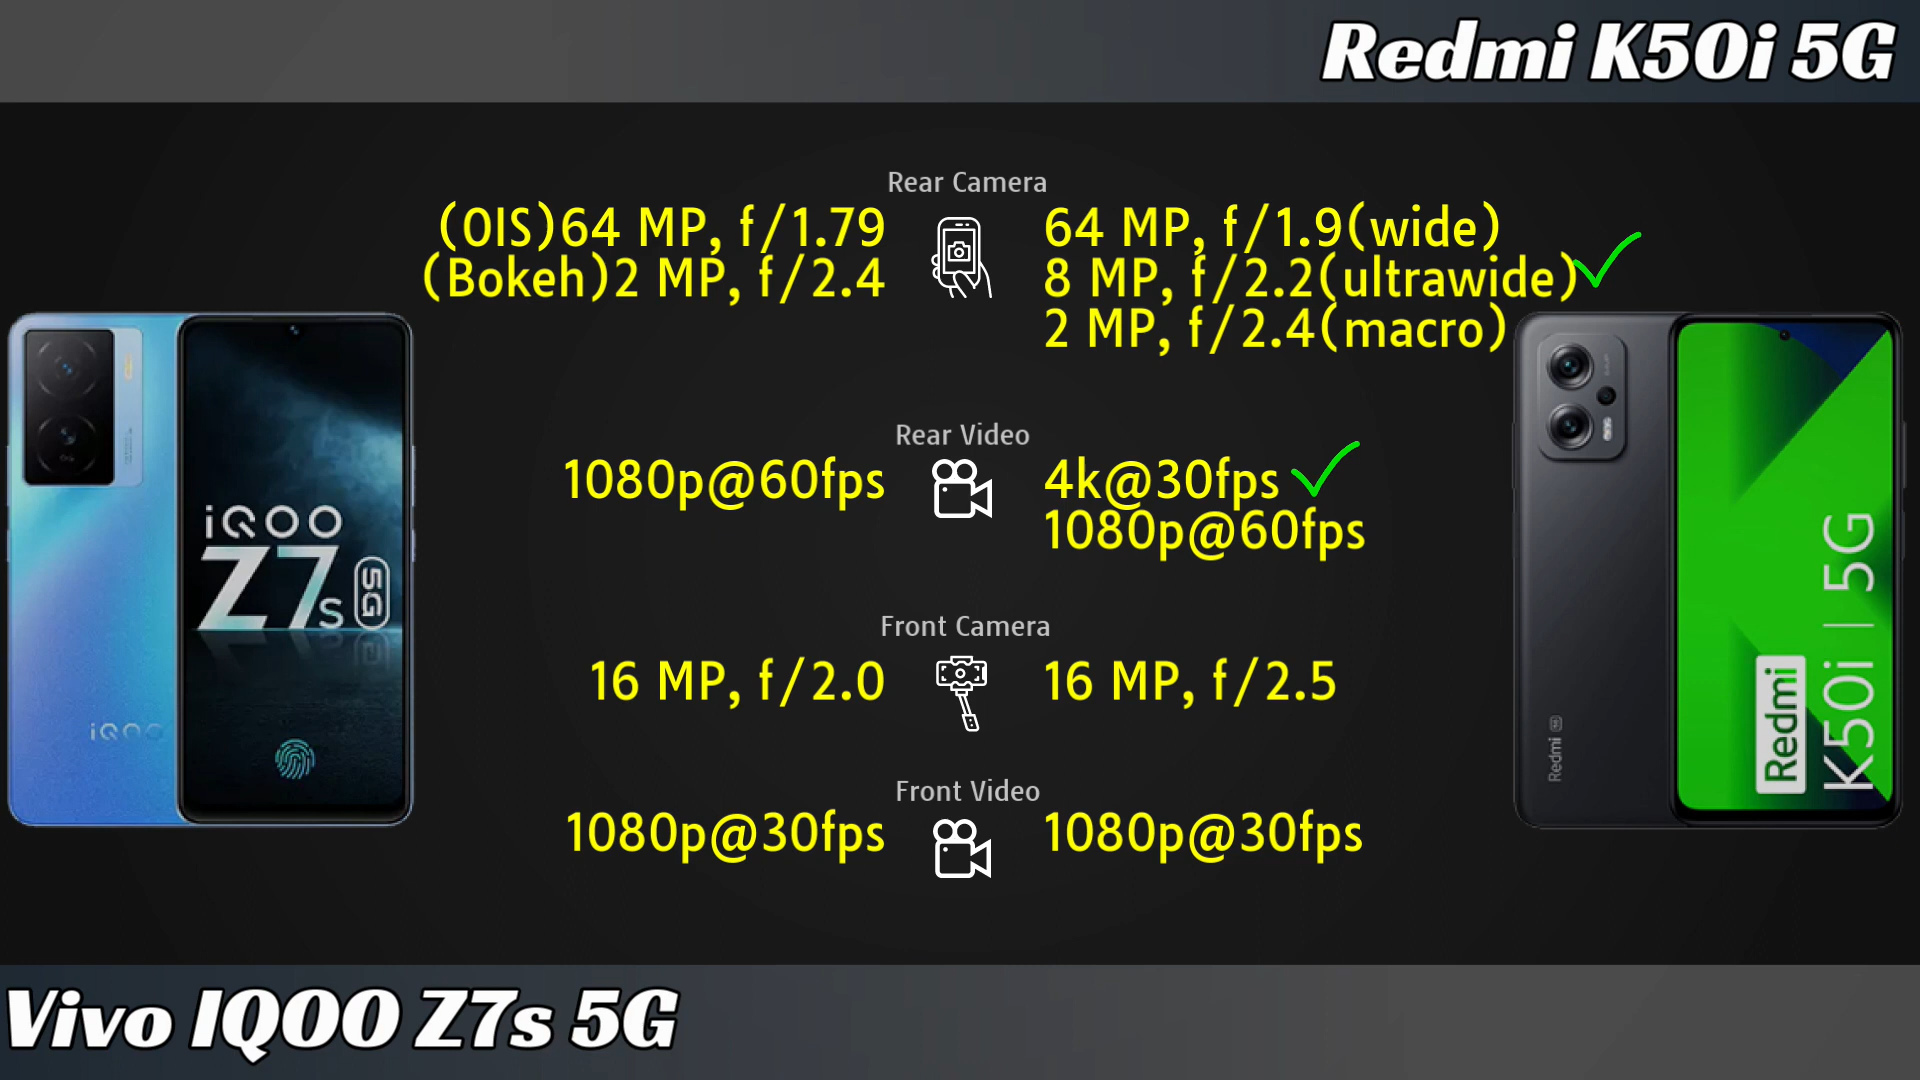 Redmi K50i 5G
Rear Camera
(OIS)64 MP, f/1.79
(Bokeh)2 MP, f/2.4
64 MP, f/1.9(wide)
8 MP, f/2.2(ultrawide)
2 MP, f/2.4(macro)
Rear Video
1080p@60fps
4k@30fps
1080p@60fps
Front Camera
16 MP, f/2.0
16 MP, f/2.5
Front Video
1080p@30fps
1080p@30fps
iQOO
Z7s 5G
iQOO
Redmi
Redmi
K50i | 5G
Vivo IQOO Z7s 5G